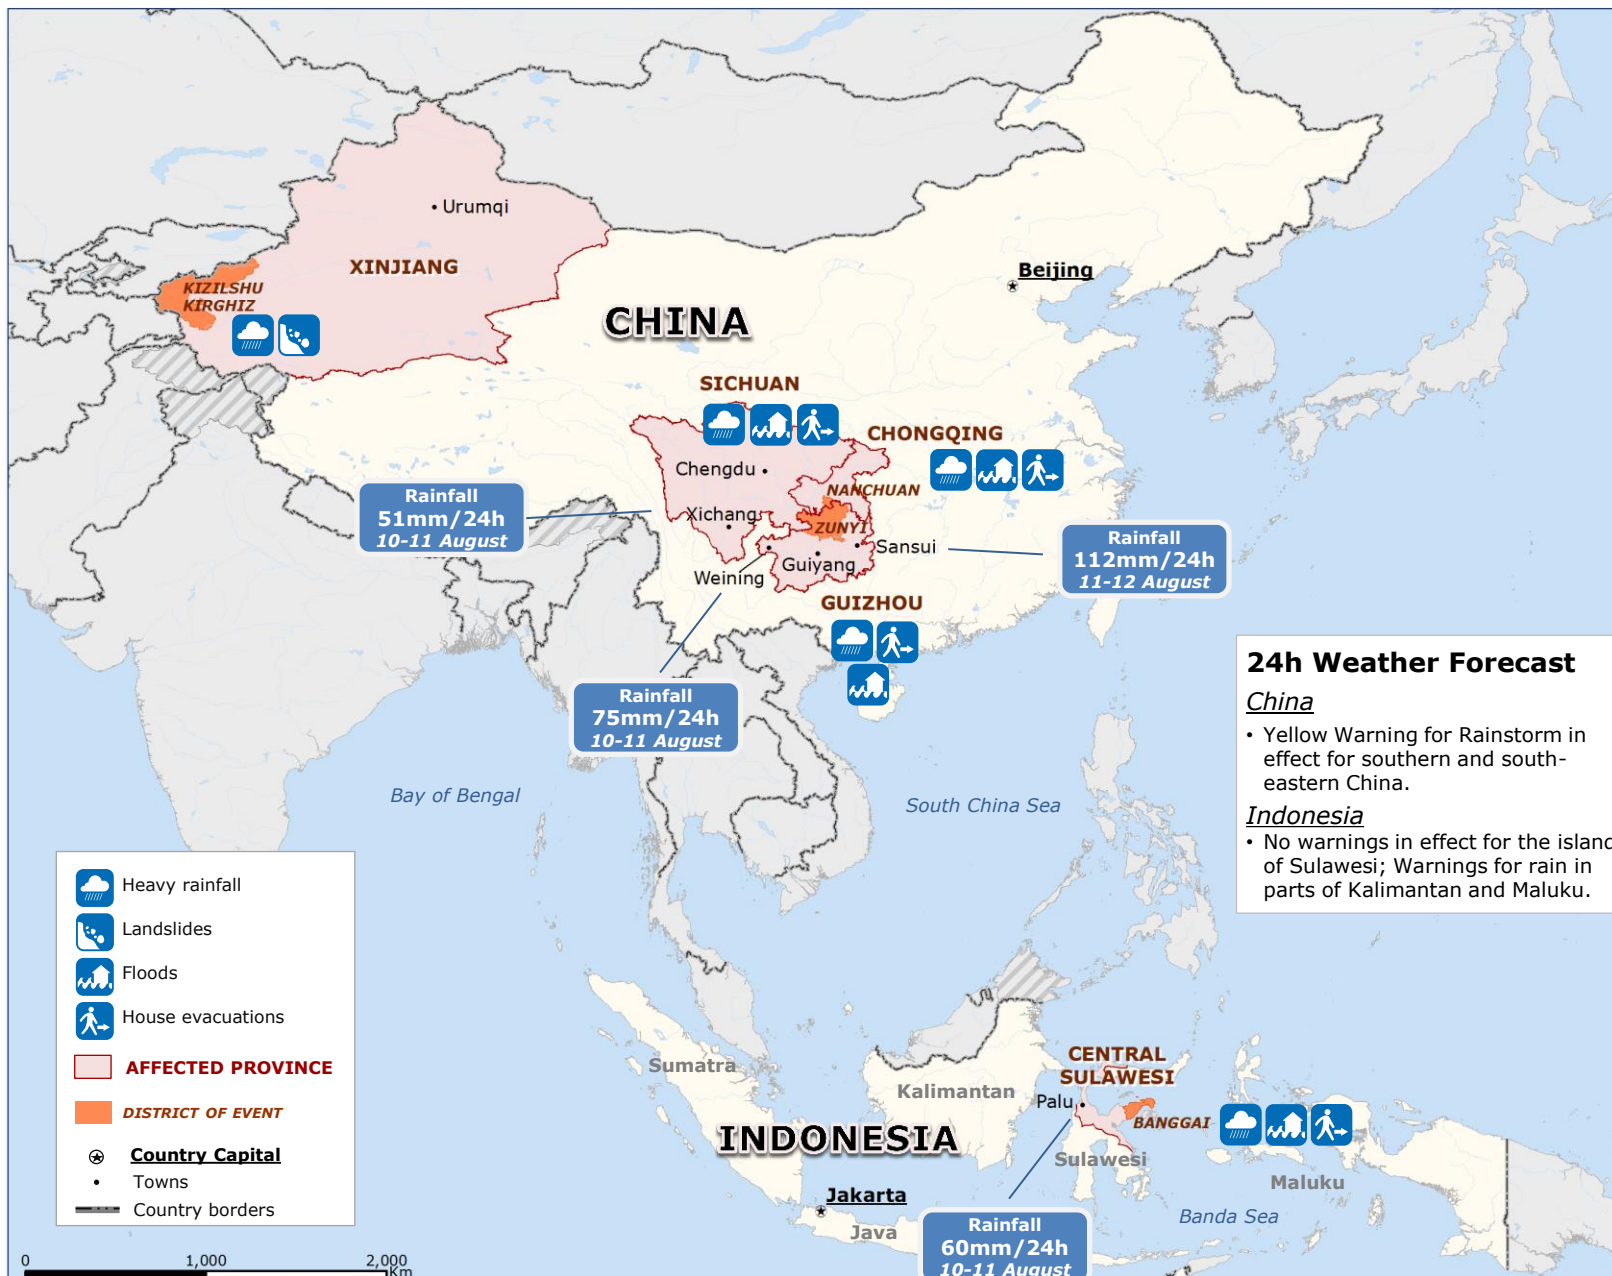 Urumqi
XINJIANG
KIZILSHU
KIRGHIZ
Beijing
CHINA
SICHUAN
CHONGQING
Chengdu
NANCHUAN
Rainfall
51mm/24h
10-11 August
Xichang
ZUNYI
Sansui
Rainfall
112mm/24h
11-12 August
Weining
Guiyang
GUIZHOU
Rainfall
75mm/24h
10-11 August
24h Weather Forecast
China
• Yellow Warning for Rainstorm in
effect for southern and south-
eastern China.
Indonesia
• No warnings in effect for the island
of Sulawesi; Warnings for rain in
parts of Kalimantan and Maluku.
Bay of Bengal
South China Sea
Heavy rainfall
Landslides
Floods
House evacuations
AFFECTED PROVINCE
DISTRICT OF EVENT
Country Capital
Towns
Country borders
Sumatra
Kalimantan
CENTRAL
SULAWESI
Palu
BANGGAI
INDONESIA
Sulawesi
Maluku
Jakarta
Java
Banda Sea
Rainfall
60mm/24h
10-11 August
0 1,000 2,000
Km